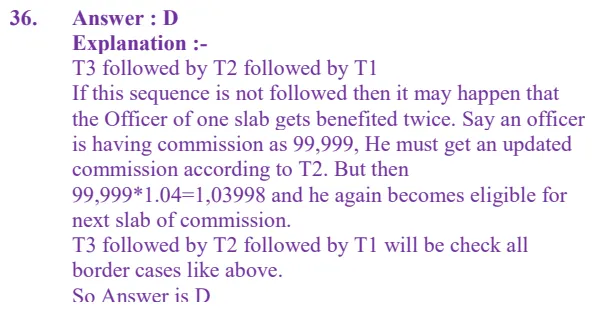 36. Answer : D
Explanation :-
T3 followed by T2 followed by T1
If this sequence is not followed then it may happen that
the Officer of one slab gets benefited twice. Say an officer
is having commission as 99,999, He must get an updated
commission according to T2. But then
99,999*1.04=1,03998 and he again becomes eligible for
next slab of commission.
T3 followed by T2 followed by T1 will be check all
border cases like above.
So Answer is D